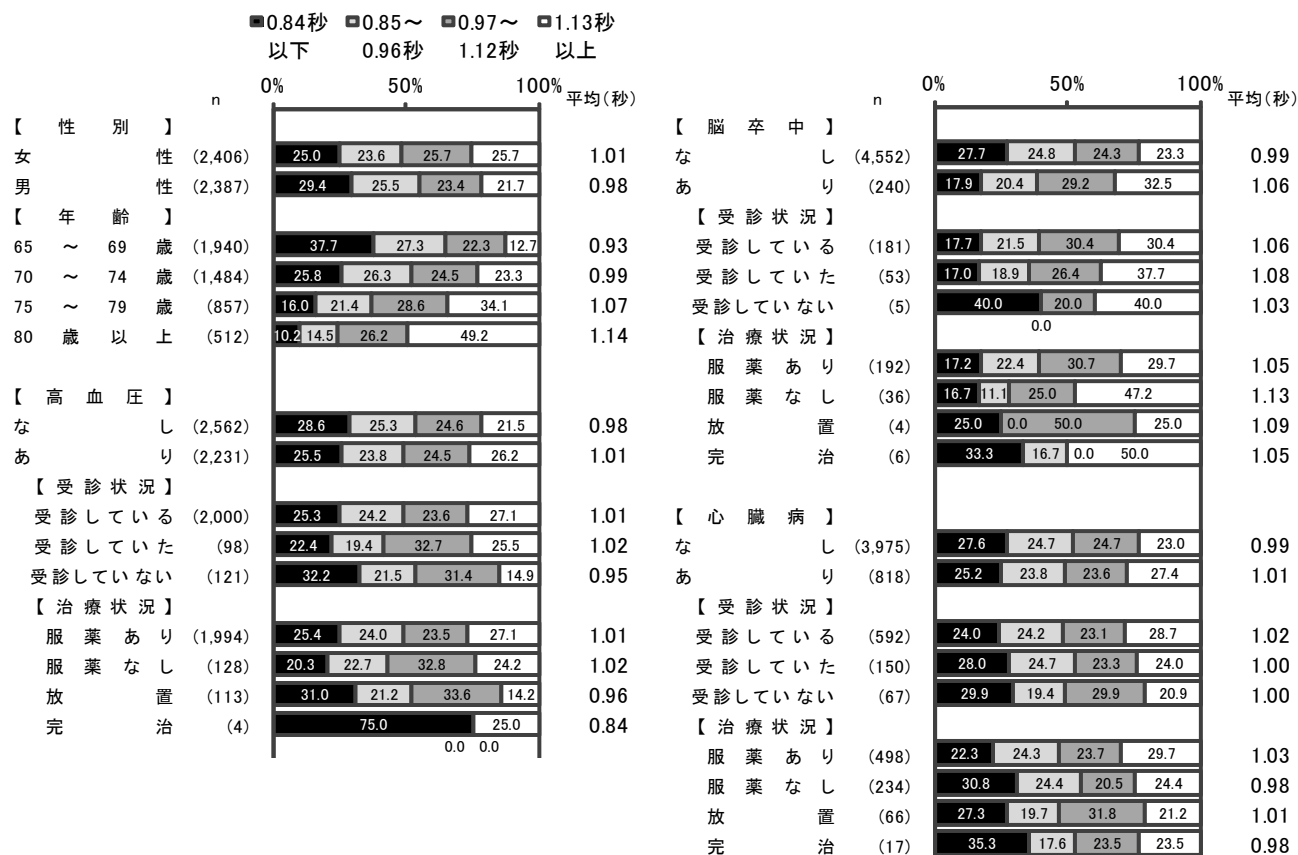 0.84秒以下 0.85～0.96秒 0.97～1.12秒 1.13秒以上
n 0% 50% 100% 平均(秒)
【性別】
女性 (2,406) 25.0 23.6 25.7 25.7 1.01
男性 (2,387) 29.4 25.5 23.4 21.7 0.98
【年齢】
65～69歳 (1,940) 37.7 27.3 22.3 12.7 0.93
70～74歳 (1,484) 25.8 26.3 24.5 23.3 0.99
75～79歳 (857) 16.0 21.4 28.6 34.1 1.07
80歳以上 (512) 10.2 14.5 26.2 49.2 1.14
【高血圧】
なし (2,562) 28.6 25.3 24.6 21.5 0.98
あり (2,231) 25.5 23.8 24.5 26.2 1.01
【受診状況】
受診している (2,000) 25.3 24.2 23.6 27.1 1.01
受診していた (98) 22.4 19.4 32.7 25.5 1.02
受診していない (121) 32.2 21.5 31.4 14.9 0.95
【治療状況】
服薬あり (1,994) 25.4 24.0 23.5 27.1 1.01
服薬なし (128) 20.3 22.7 32.8 24.2 1.02
放置 (113) 31.0 21.2 33.6 14.2 0.96
完治 (4) 75.0 25.0 0.84
0.0 0.0
n 0% 50% 100% 平均(秒)
【脳卒中】
なし (4,552) 27.7 24.8 24.3 23.3 0.99
あり (240) 17.9 20.4 29.2 32.5 1.06
【受診状況】
受診している (181) 17.7 21.5 30.4 30.4 1.06
受診していた (53) 17.0 18.9 26.4 37.7 1.08
受診していない (5) 40.0 20.0 40.0 1.03
0.0
【治療状況】
服薬あり (192) 17.2 22.4 30.7 29.7 1.05
服薬なし (36) 16.7 11.1 25.0 47.2 1.13
放置 (4) 25.0 0.0 50.0 25.0 1.09
完治 (6) 33.3 16.7 0.0 50.0 1.05
【心臓病】
なし (3,975) 27.6 24.7 24.7 23.0 0.99
あり (818) 25.2 23.8 23.6 27.4 1.01
【受診状況】
受診している (592) 24.0 24.2 23.1 28.7 1.02
受診していた (150) 28.0 24.7 23.3 24.0 1.00
受診していない (67) 29.9 19.4 29.9 20.9 1.00
【治療状況】
服薬あり (498) 22.3 24.3 23.7 29.7 1.03
服薬なし (234) 30.8 24.4 20.5 24.4 0.98
放置 (66) 27.3 19.7 31.8 21.2 1.01
完治 (17) 35.3 17.6 23.5 23.5 0.98